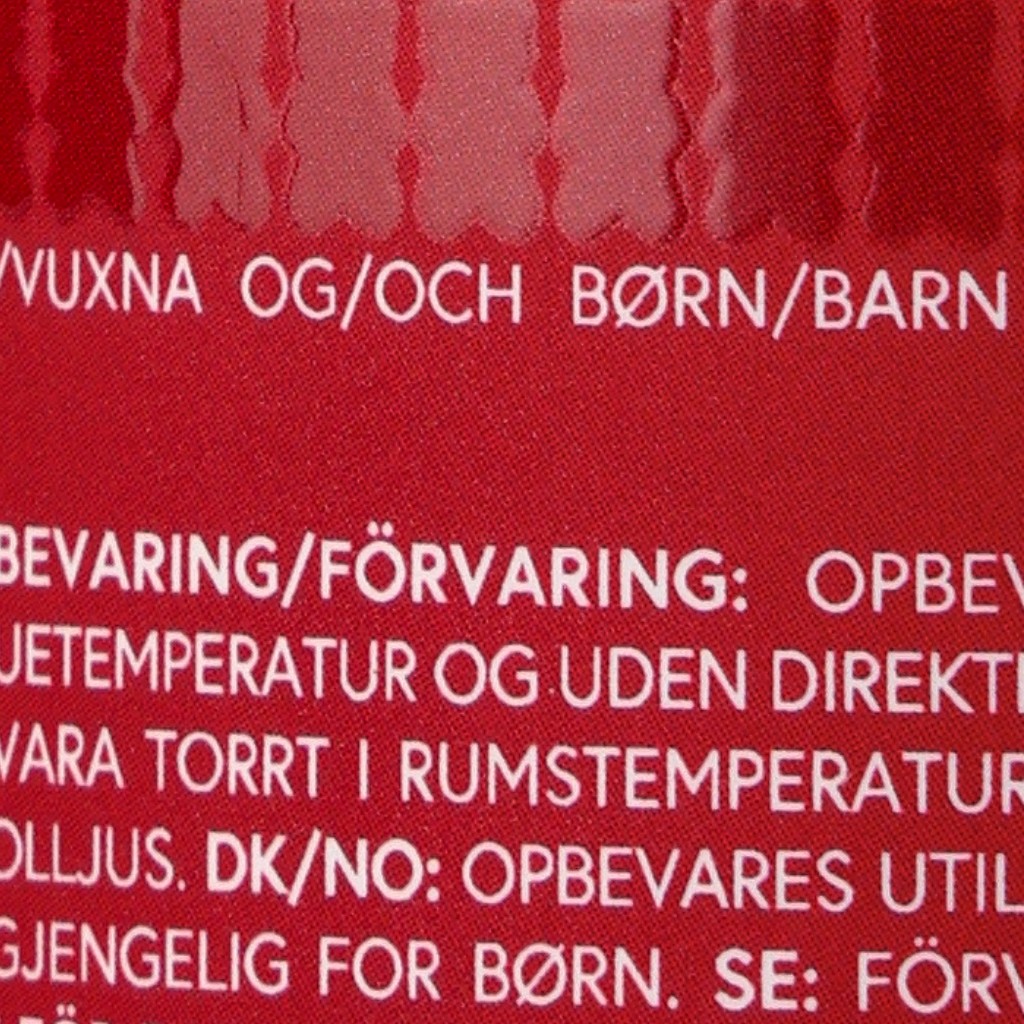 /VUXNA OG/OCH BØRN/BARN
BEVARING/FÖRVARING: OPBEV
JETEMPERATUR OG UDEN DIREKTE
VARA TORRT I RUMSTEMPERATUR
OLLJUS. DK/NO: OPBEVARES UTIL
GJENGELIG FOR BØRN. SE: FÖRV